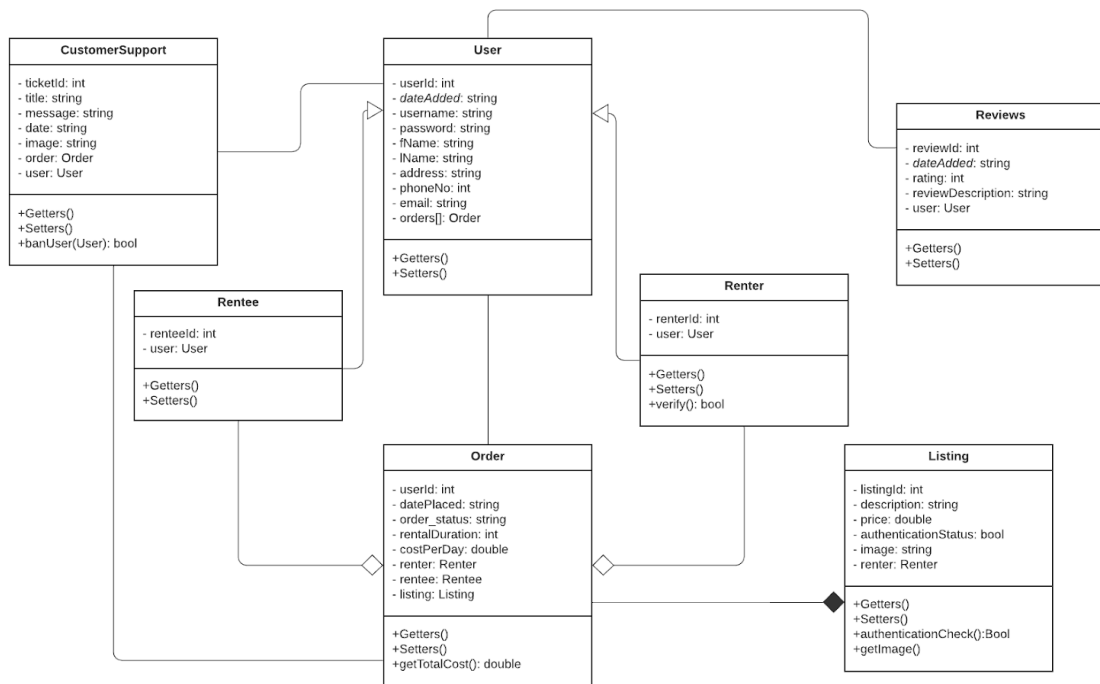 CustomerSupport
- ticketId: int
- title: string
- message: string
- date: string
- image: string
- order: Order
- user: User
+Getters()
+Setters()
+banUser(User): bool
User
- userId: int
- dateAdded: string
- username: string
- password: string
- fName: string
- lName: string
- address: string
- phoneNo: int
- email: string
- orders[]: Order
+Getters()
+Setters()
Reviews
- reviewId: int
- dateAdded: string
- rating: int
- reviewDescription: string
- user: User
+Getters()
+Setters()
Rentee
- renteeId: int
- user: User
+Getters()
+Setters()
Renter
- renterId: int
- user: User
+Getters()
+Setters()
+verify(): bool
Order
- userId: int
- datePlaced: string
- order_status: string
- rentalDuration: int
- costPerDay: double
- renter: Renter
- rentee: Rentee
- listing: Listing
+Getters()
+Setters()
+getTotalCost(): double
Listing
- listingId: int
- description: string
- price: double
- authenticationStatus: bool
- image: string
- renter: Renter
+Getters()
+Setters()
+authenticationCheck():Bool
+getImage()